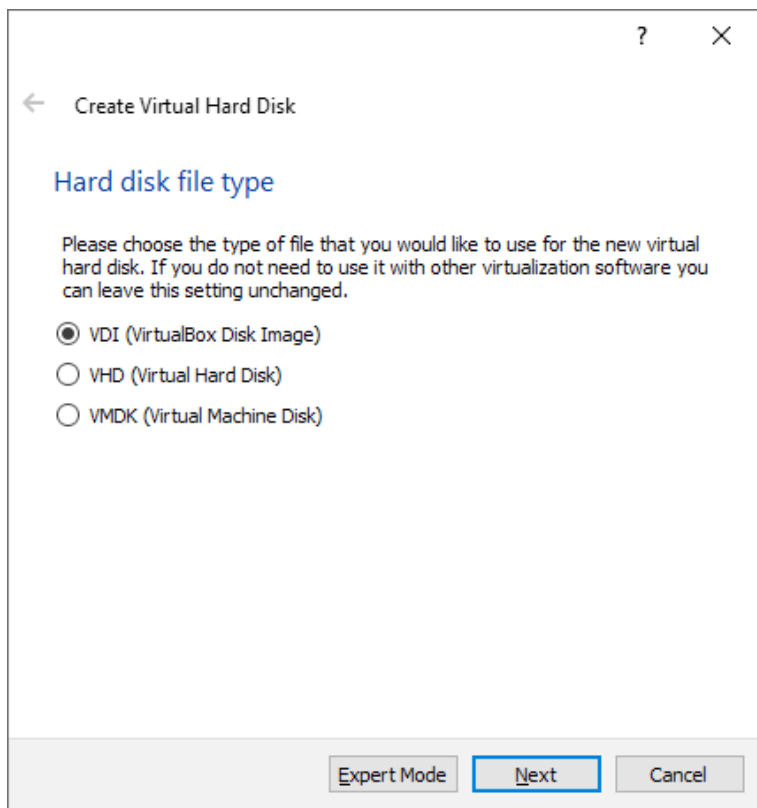 ?
Create Virtual Hard Disk
Hard disk file type
Please choose the type of file that you would like to use for the new virtual
hard disk. If you do not need to use it with other virtualization software you
can leave this setting unchanged.
VDI (VirtualBox Disk Image)
VHD (Virtual Hard Disk)
VMDK (Virtual Machine Disk)
Expert Mode Next Cancel